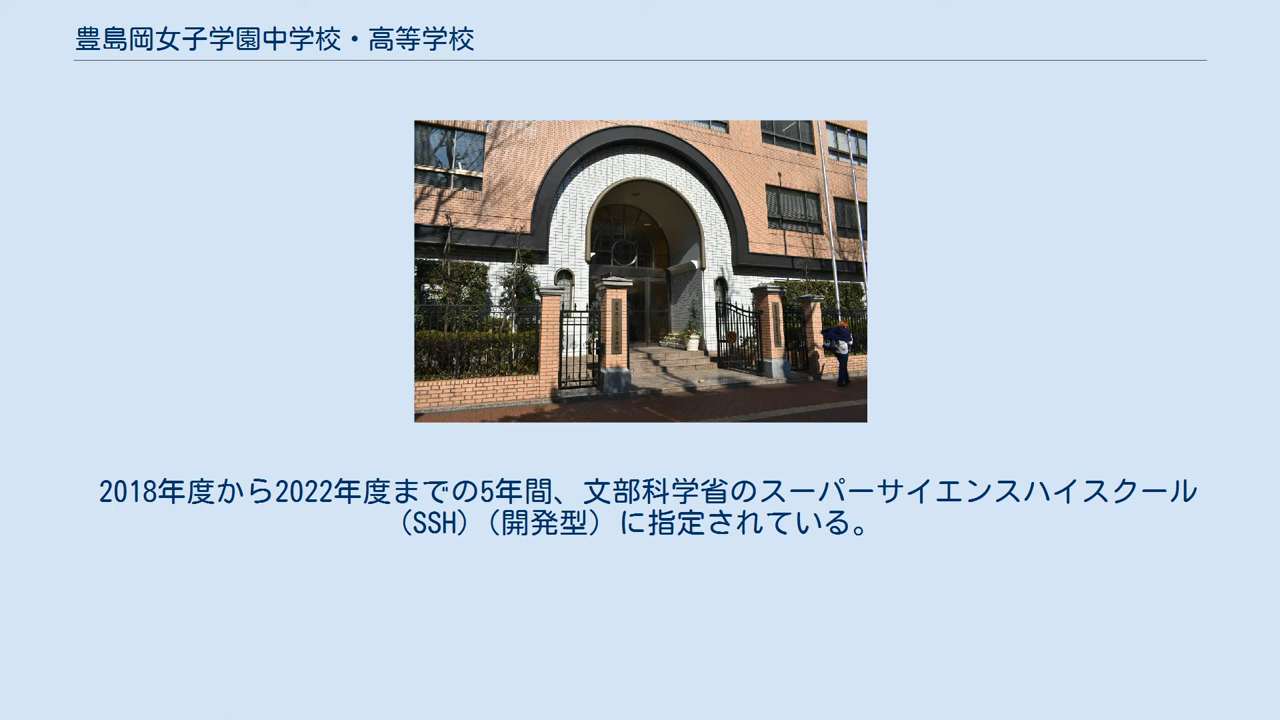 豊島岡女子学園中学校・高等学校
2018年度から2022年度までの5年間、文部科学省のスーパーサイエンスハイスクール
（SSH）（開発型）に指定されている。